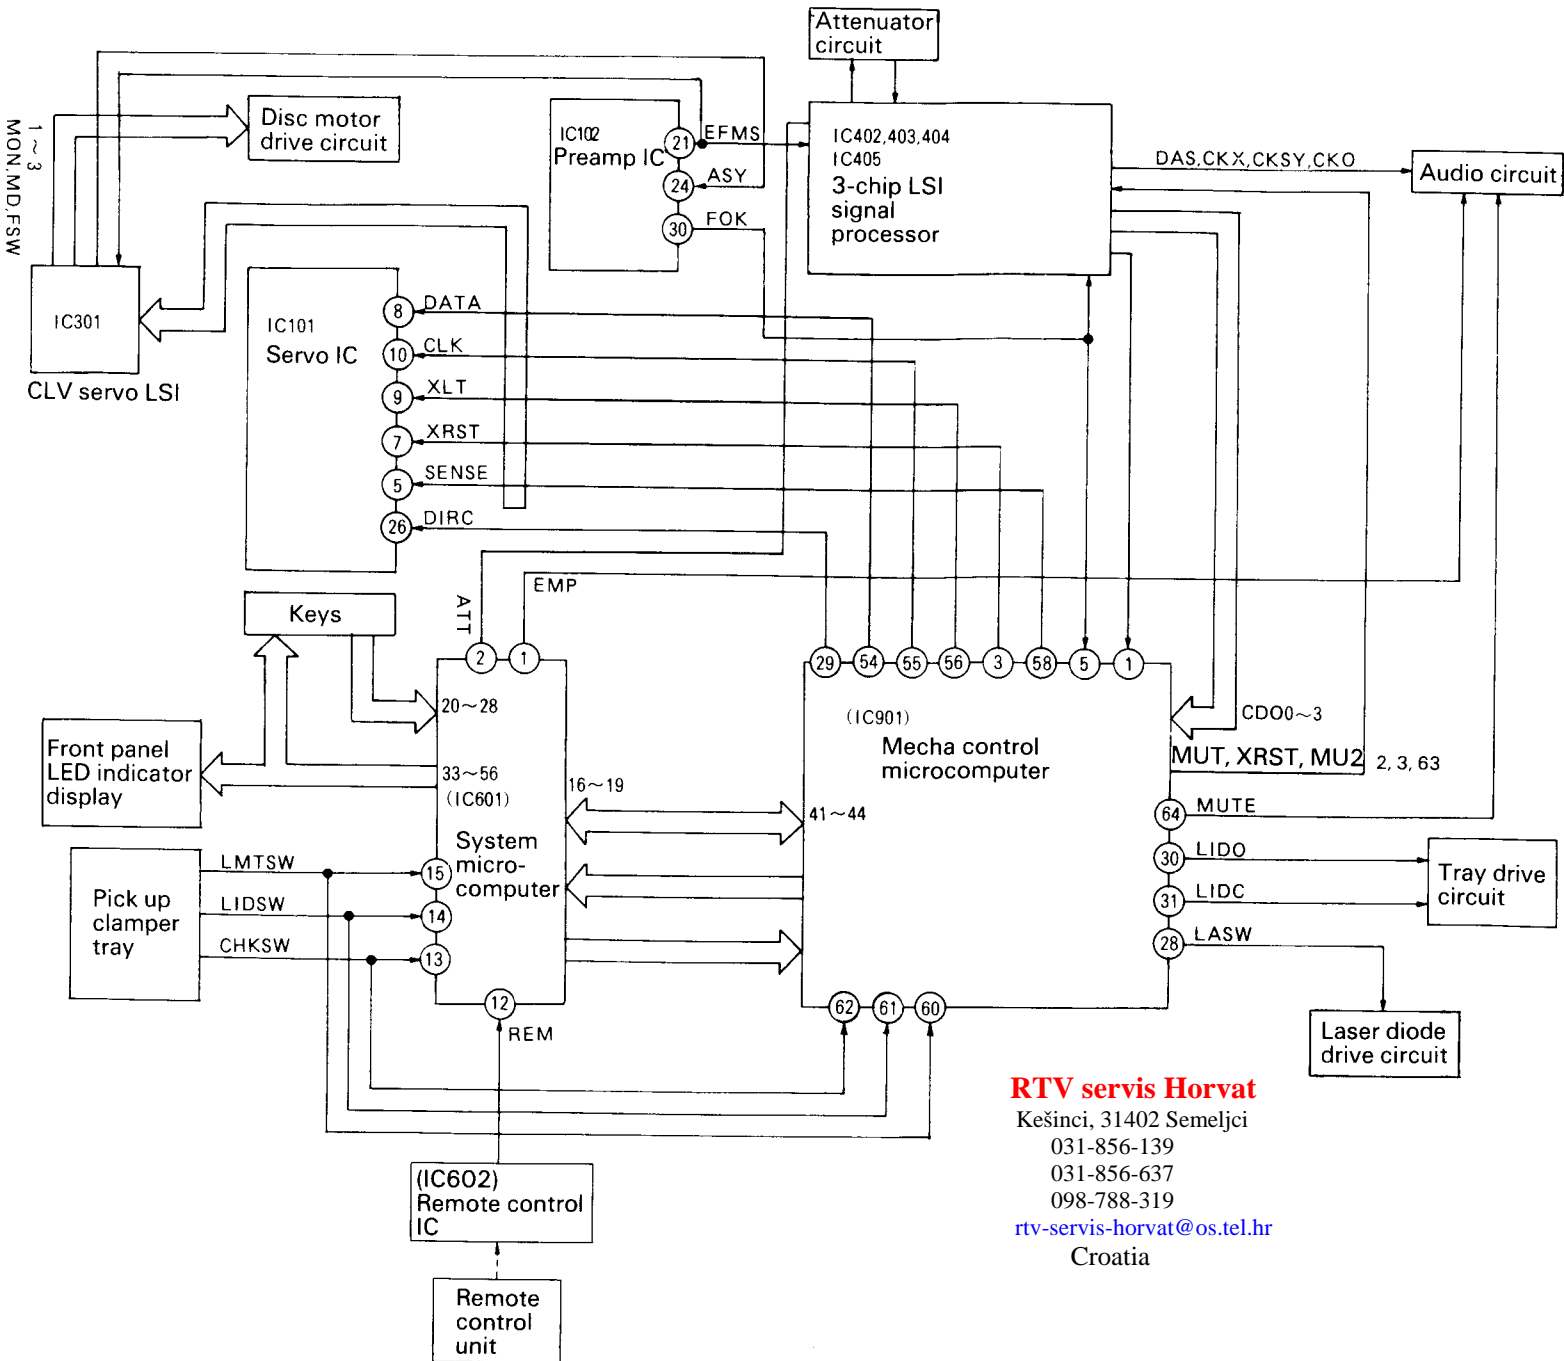 Attenuator
circuit
Disc motor
drive circuit
1～3
MON,MD,FSW
IC102
Preamp IC
21
EFMS
24
ASY
30
FOK
IC402,403,404
IC405
3-chip LSI
signal
processor
DAS,CKX,CKSY,CKO
Audio circuit
IC301
CLV servo LSI
IC101
Servo IC
8
DATA
10
CLK
9
XLT
7
XRST
5
SENSE
26
DIRC
ATT
EMP
Keys
2
1
29
54
55
56
3
58
5
1
20～28
Front panel
LED indicator
display
33～56
(IC601)
System
micro-
computer
16～19
41～44
(IC901)
Mecha control
microcomputer
CDO0～3
MUT, XRST, MU2 2, 3, 63
64
MUTE
30
LIDO
31
LIDC
28
LASW
Tray drive
circuit
Laser diode
drive circuit
Pick up
clamper
tray
LMTSW
15
LIDSW
14
CHKSW
13
12
REM
62
61
60
(IC602)
Remote control
IC
Remote
control
unit
RTV servis Horvat
Kešinci, 31402 Semeljci
031-856-139
031-856-637
098-788-319
rtv-servis-horvat@os.tel.hr
Croatia